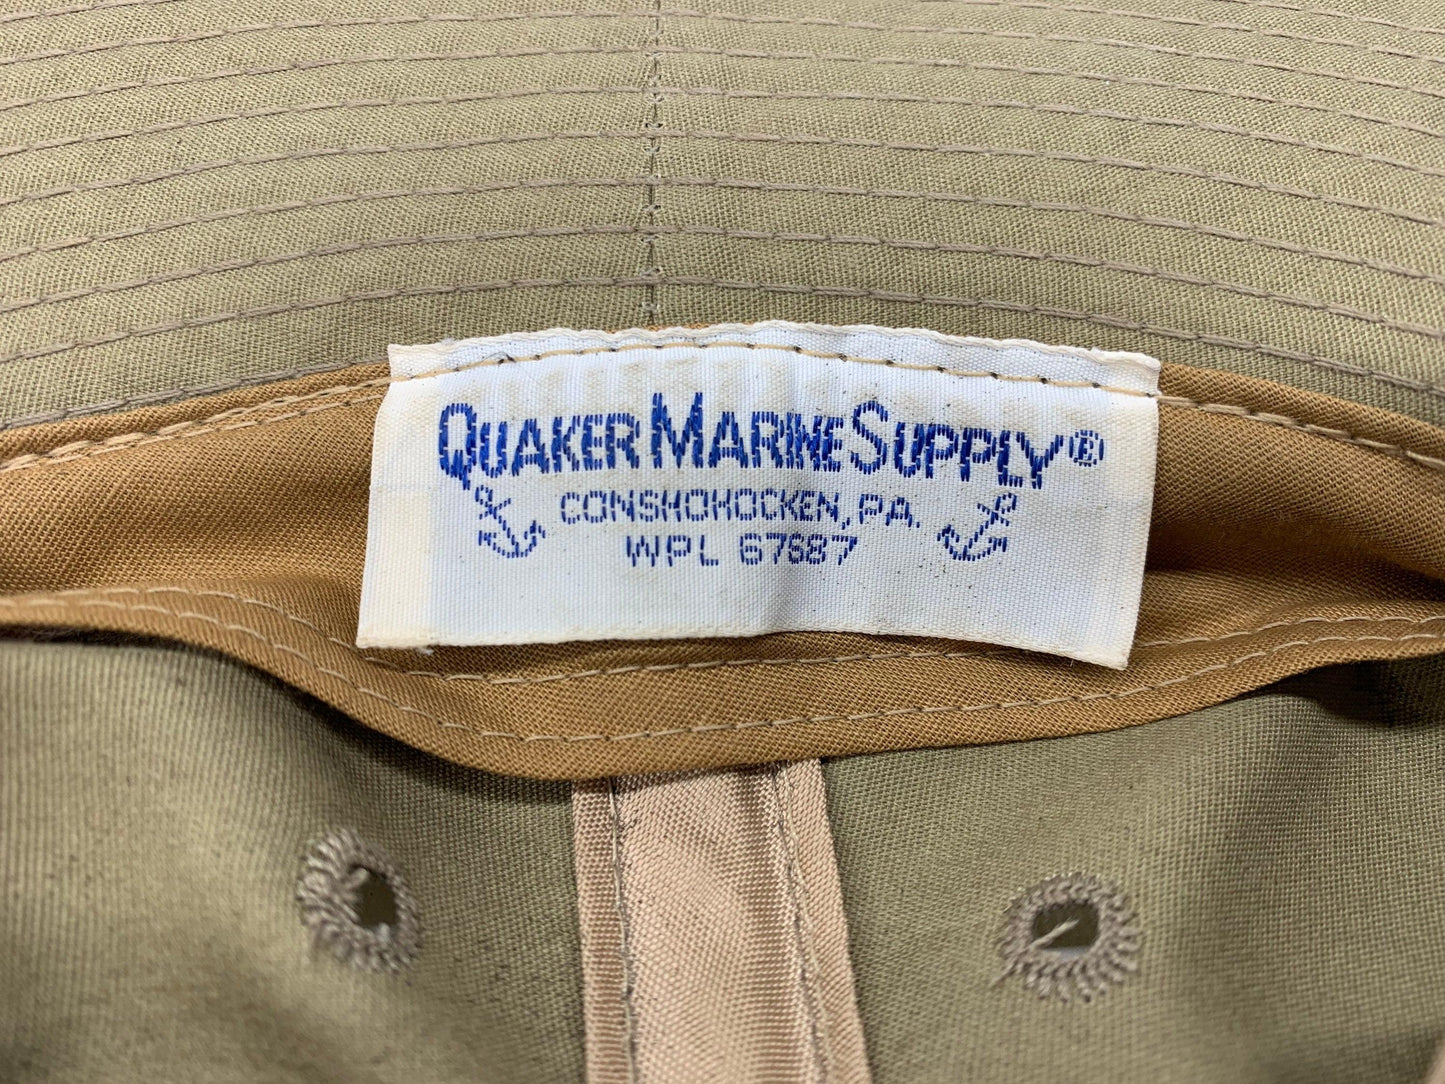 QUAKER MARINE SUPPLY®
CONSHOHOCKEN, PA.
WPL 67687